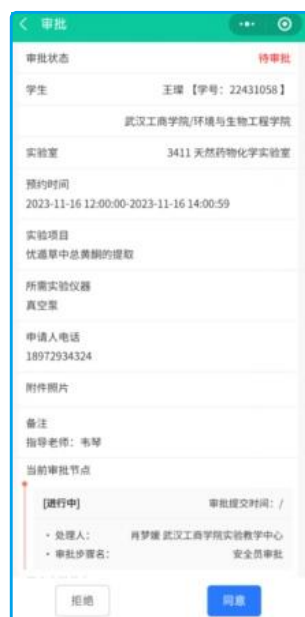 审批
审批状态 待审批
学生 王璨 【学号：22431058】
武汉工商学院/环境与生物工程学院
实验室 3411 天然药物化学实验室
预约时间
2023-11-16 12:00:00-2023-11-16 14:00:59
实验项目
忧遁草中总黄酮的提取
所需实验仪器
真空泵
申请人电话
18972934324
附件照片
备注
指导老师：韦琴
当前审批节点
[进行中] 审批提交时间：/
· 处理人： 肖梦媛 武汉工商学院实验教学中心
· 审批步骤名： 安全员审批
拒绝 同意